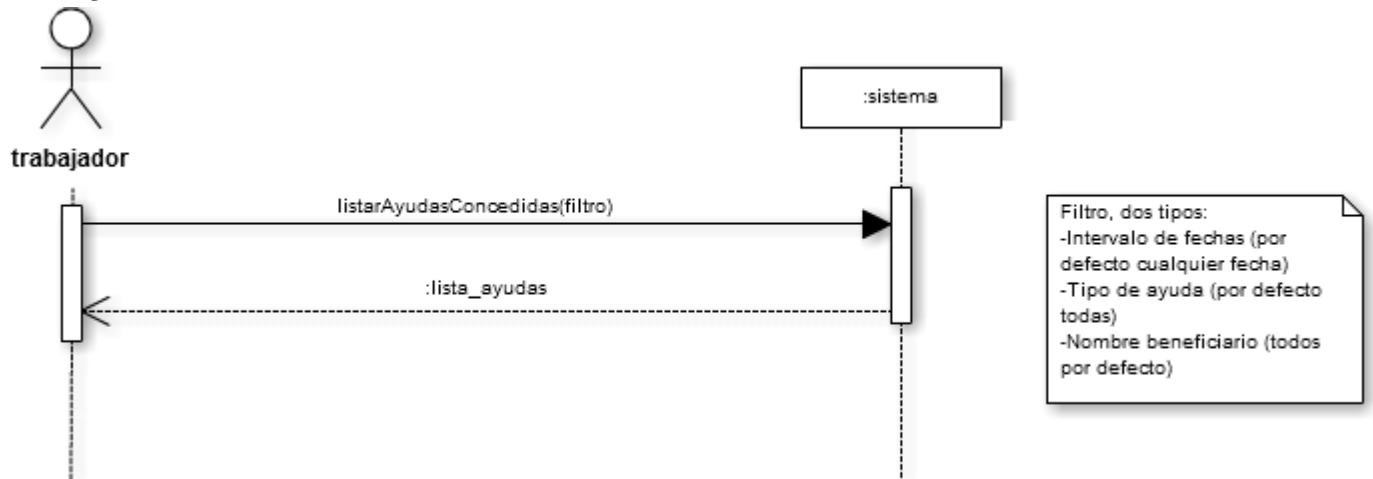 :sistema
trabajador
listarAyudasConcedidas(filtro)
:lista_ayudas
Filtro, dos tipos:
-Intervalo de fechas (por
defecto cualquier fecha)
-Tipo de ayuda (por defecto
todas)
-Nombre beneficiario (todos
por defecto)